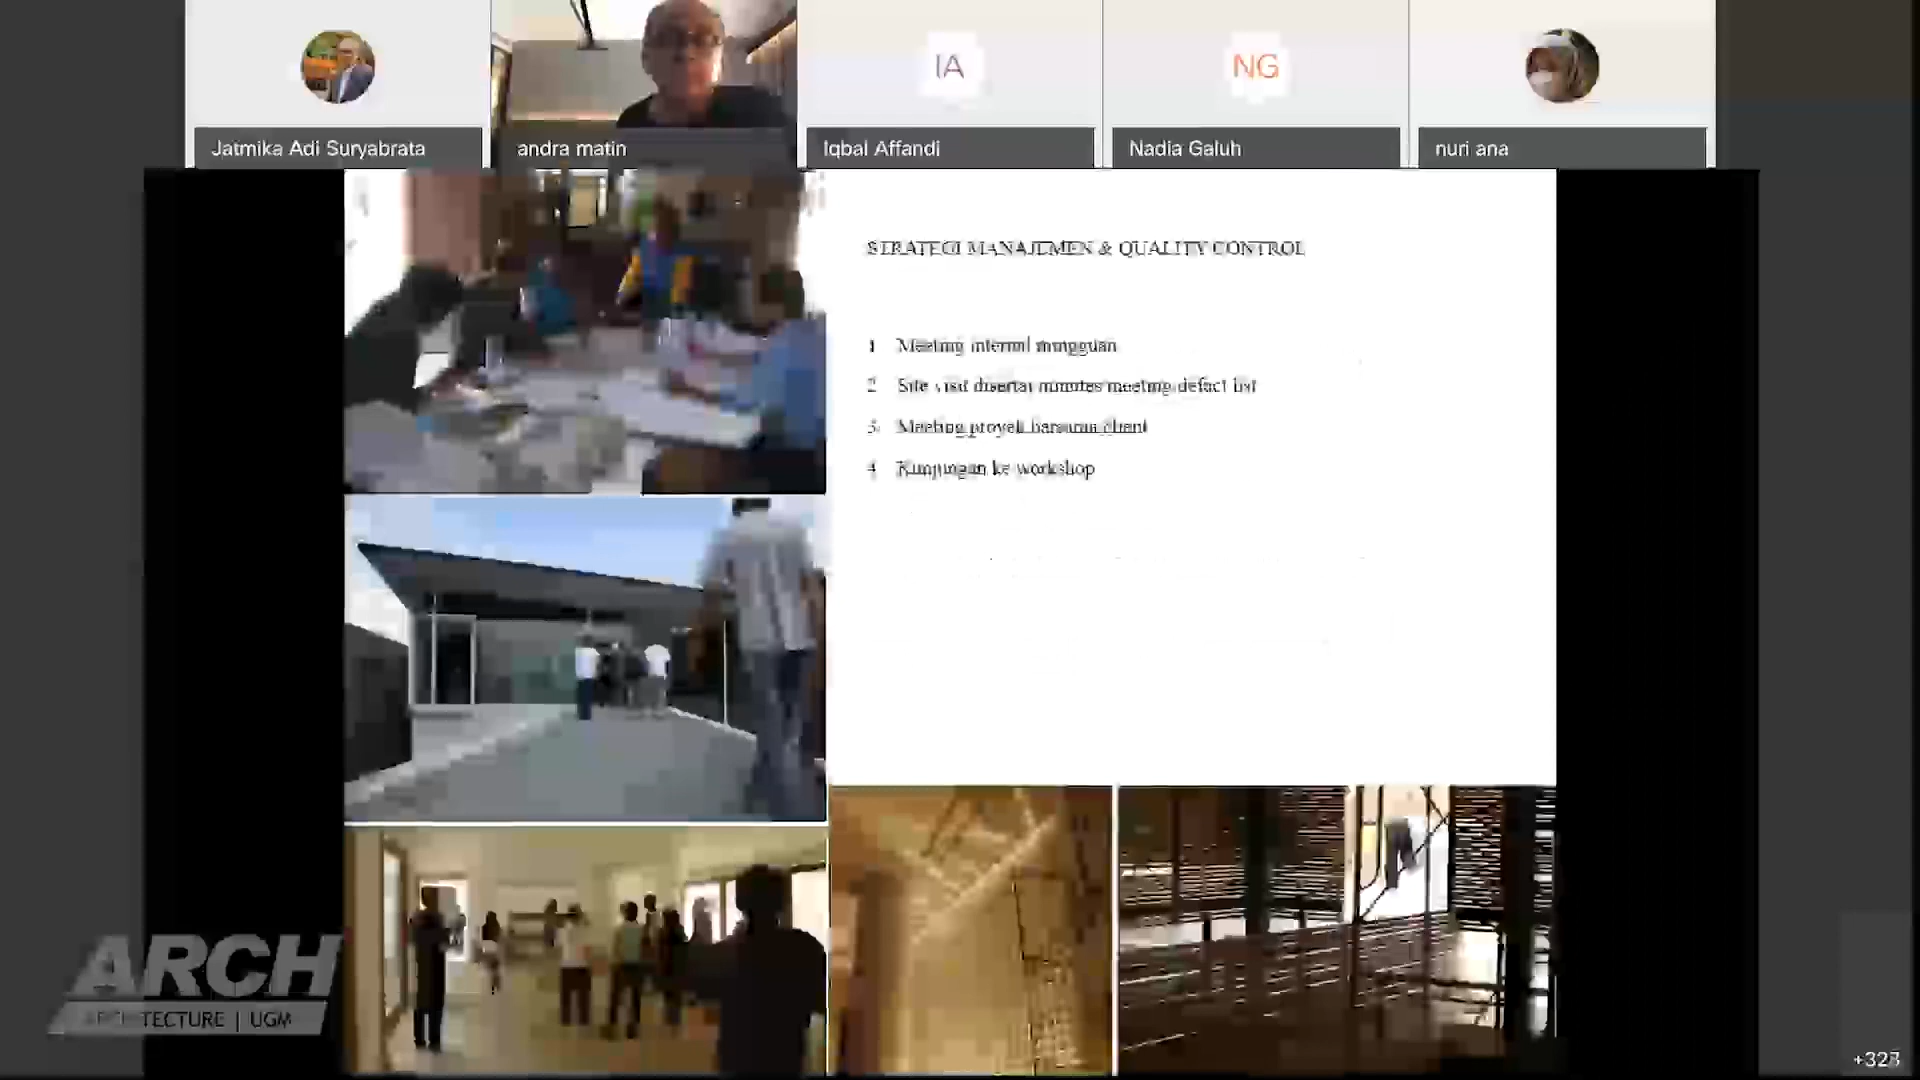 IA
NG
Jatmika Adi Suryabrata
andra matin
Iqbal Affandi
Nadia Galuh
nuri ana
STRATEGI MANAJEMEN & QUALITY CONTROL
1 Meeting internal mingguan
2 Site visit disertai minutes meeting defect list
3 Meeting proyek bersama client
4 Kunjungan ke workshop
ARCH
ARCHITECTURE | UGM